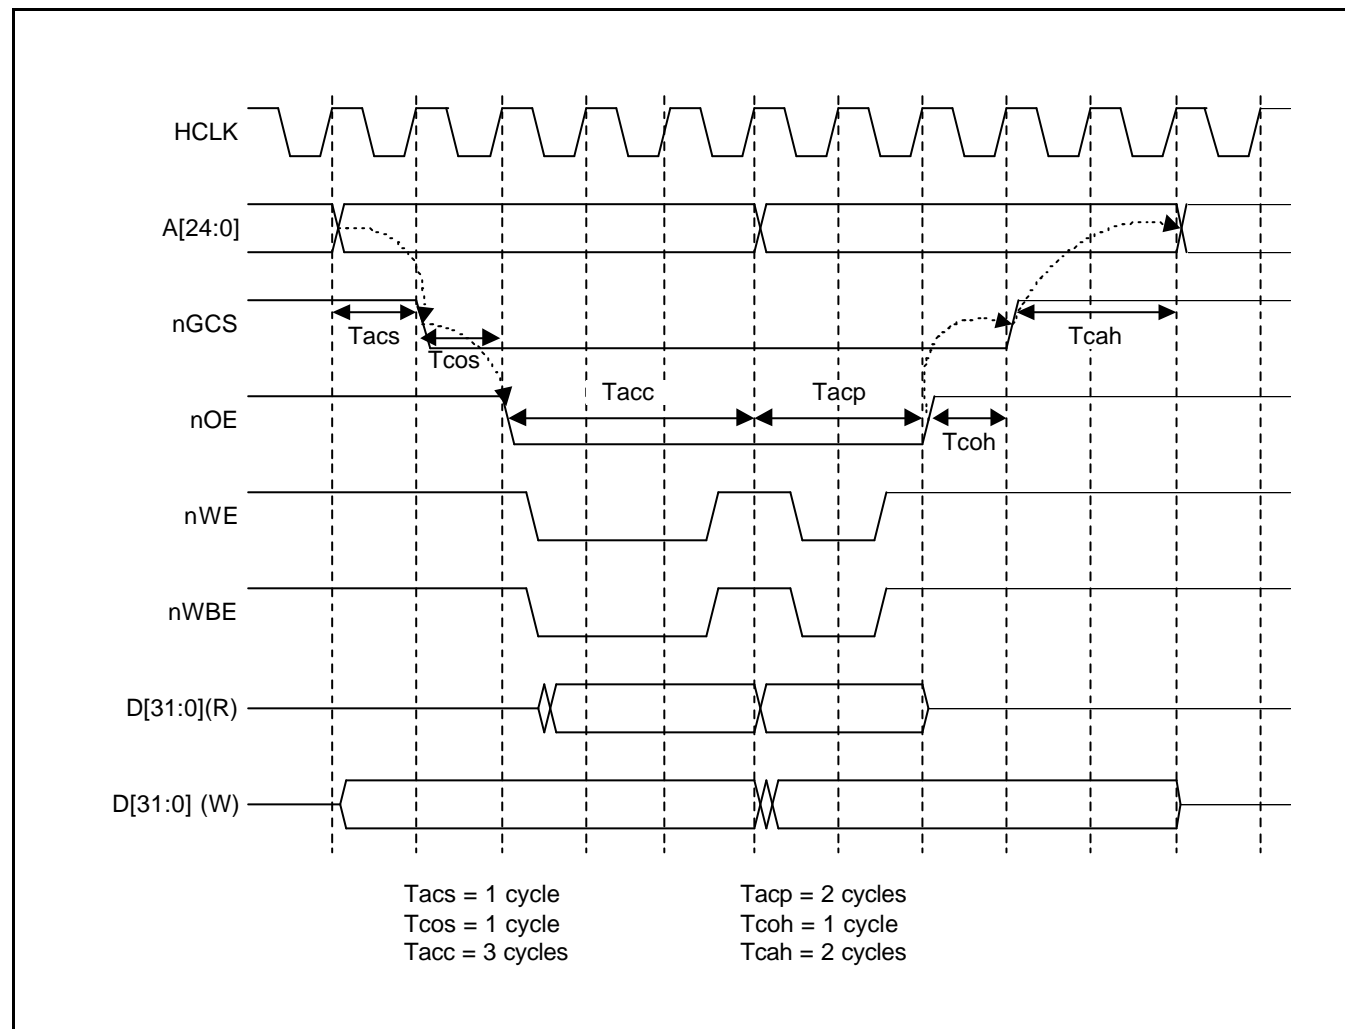 HCLK
A[24:0]
nGCS
Tacs
Tcos
Tcah
nOE
Tacc
Tacp
Tcoh
nWE
nWBE
D[31:0](R)
D[31:0] (W)
Tacs = 1 cycle
Tcos = 1 cycle
Tacc = 3 cycles
Tacp = 2 cycles
Tcoh = 1 cycle
Tcah = 2 cycles